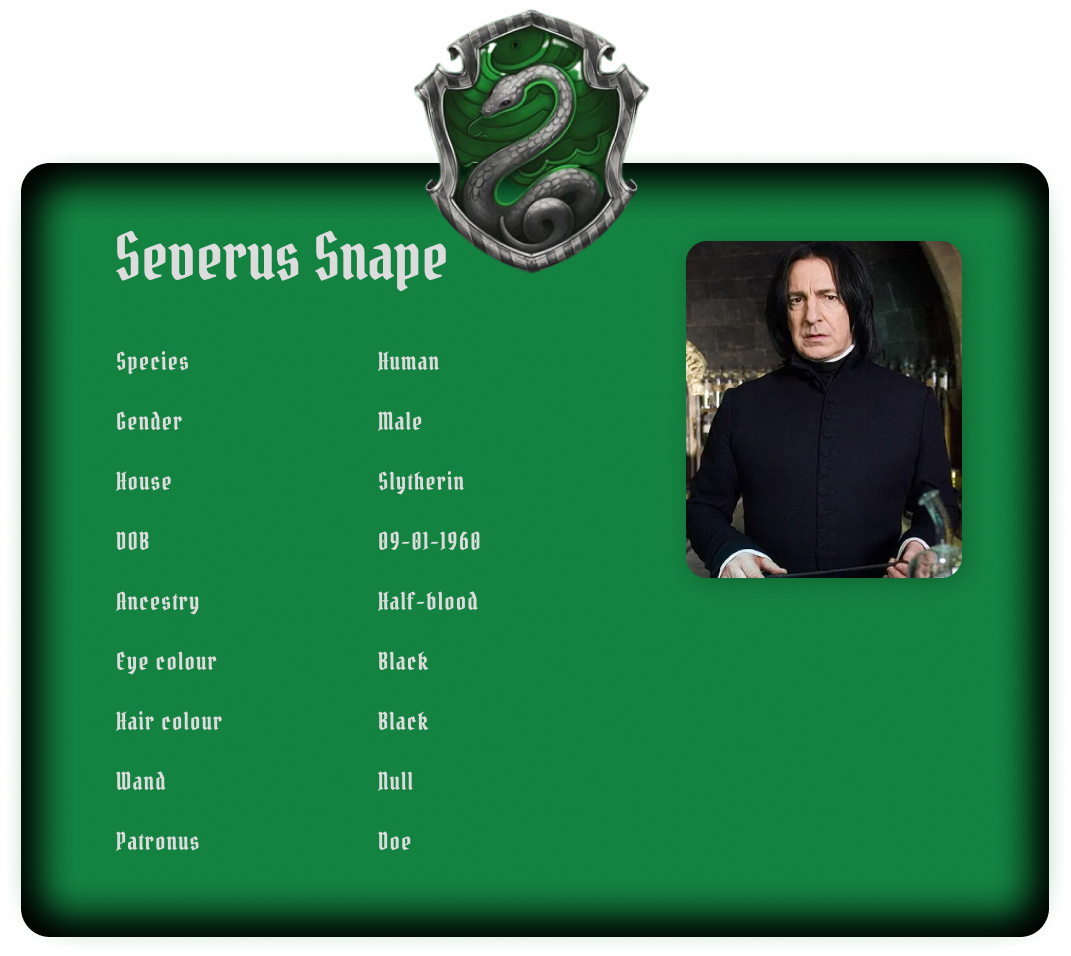 Severus Snape
Species Human
Gender Male
House Slytherin
DOB 09-01-1960
Ancestry Half-blood
Eye colour Black
Hair colour Black
Wand Null
Patronus Doe